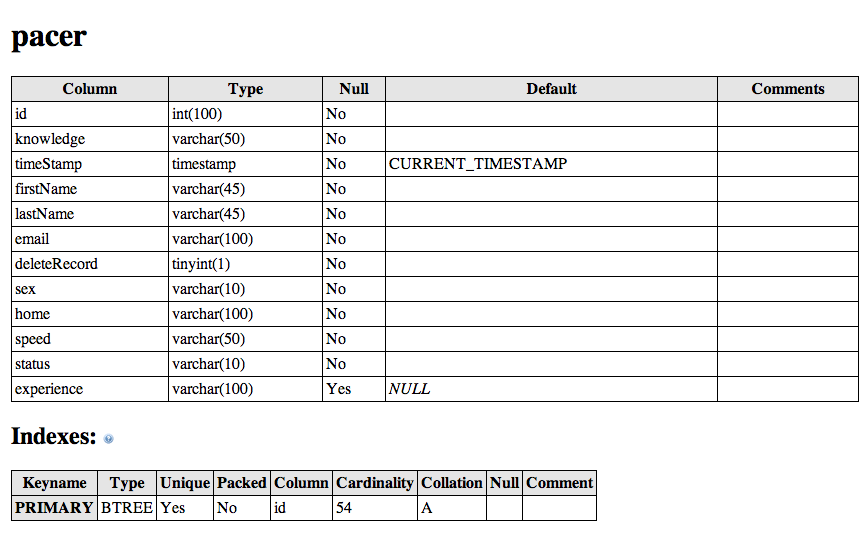 pacer
Column Type Null Default Comments
id int(100) No
knowledge varchar(50) No
timeStamp timestamp No CURRENT_TIMESTAMP
firstName varchar(45) No
lastName varchar(45) No
email varchar(100) No
deleteRecord tinyint(1) No
sex varchar(10) No
home varchar(100) No
speed varchar(50) No
status varchar(10) No
experience varchar(100) Yes NULL
Indexes:
Keyname Type Unique Packed Column Cardinality Collation Null Comment
PRIMARY BTREE Yes No id 54 A